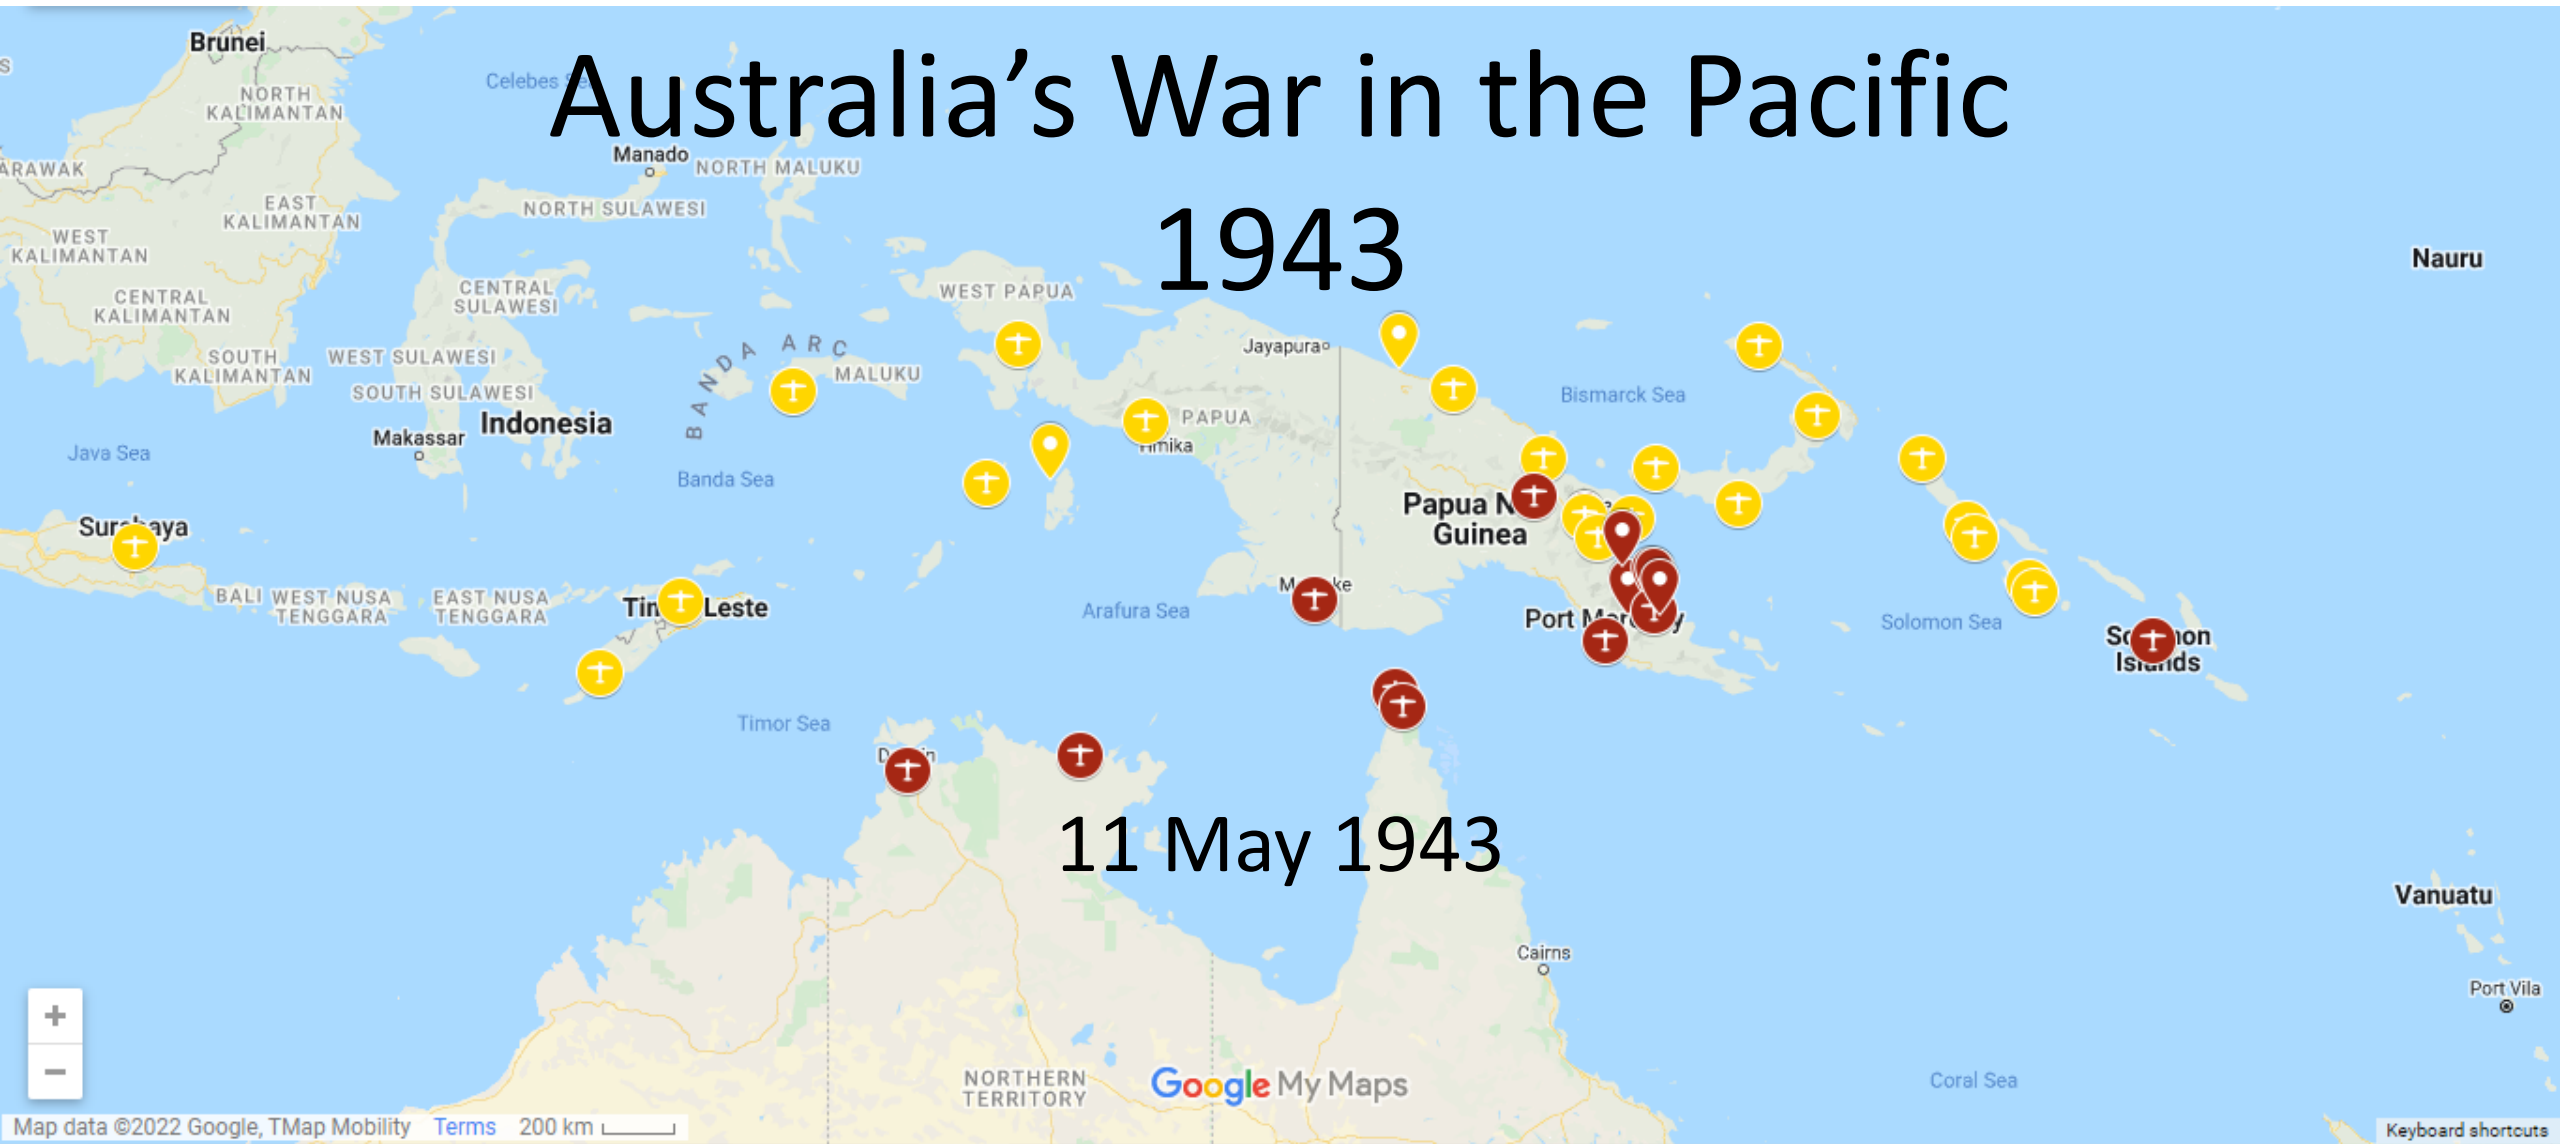 Australia's War in the Pacific
1943
11 May 1943
Brunei
S
Celebes Se
NORTH
KALIMANTAN
ARAWAK
Manado
NORTH MALUKU
EAST
KALIMANTAN
NORTH SULAWESI
WEST
KALIMANTAN
Nauru
CENTRAL
KALIMANTAN
CENTRAL
SULAWESI
WEST PAPUA
Jayapura
SOUTH
KALIMANTAN
WEST SULAWESI
SOUTH SULAWESI
BANDA ARC
MALUKU
Bismarck Sea
Indonesia
PAPUA
Makassar
Java Sea
Banda Sea
Papua N
Guinea
BALI
WEST NUSA
TENGGARA
EAST NUSA
TENGGARA
Leste
Arafura Sea
Port
Solomon Sea
Timor Sea
Vanuatu
Cairns
Port Vila
NORTHERN
TERRITORY
Google My Maps
Coral Sea
+
−
Map data ©2022 Google, TMap Mobility Terms 200 km
Keyboard shortcuts